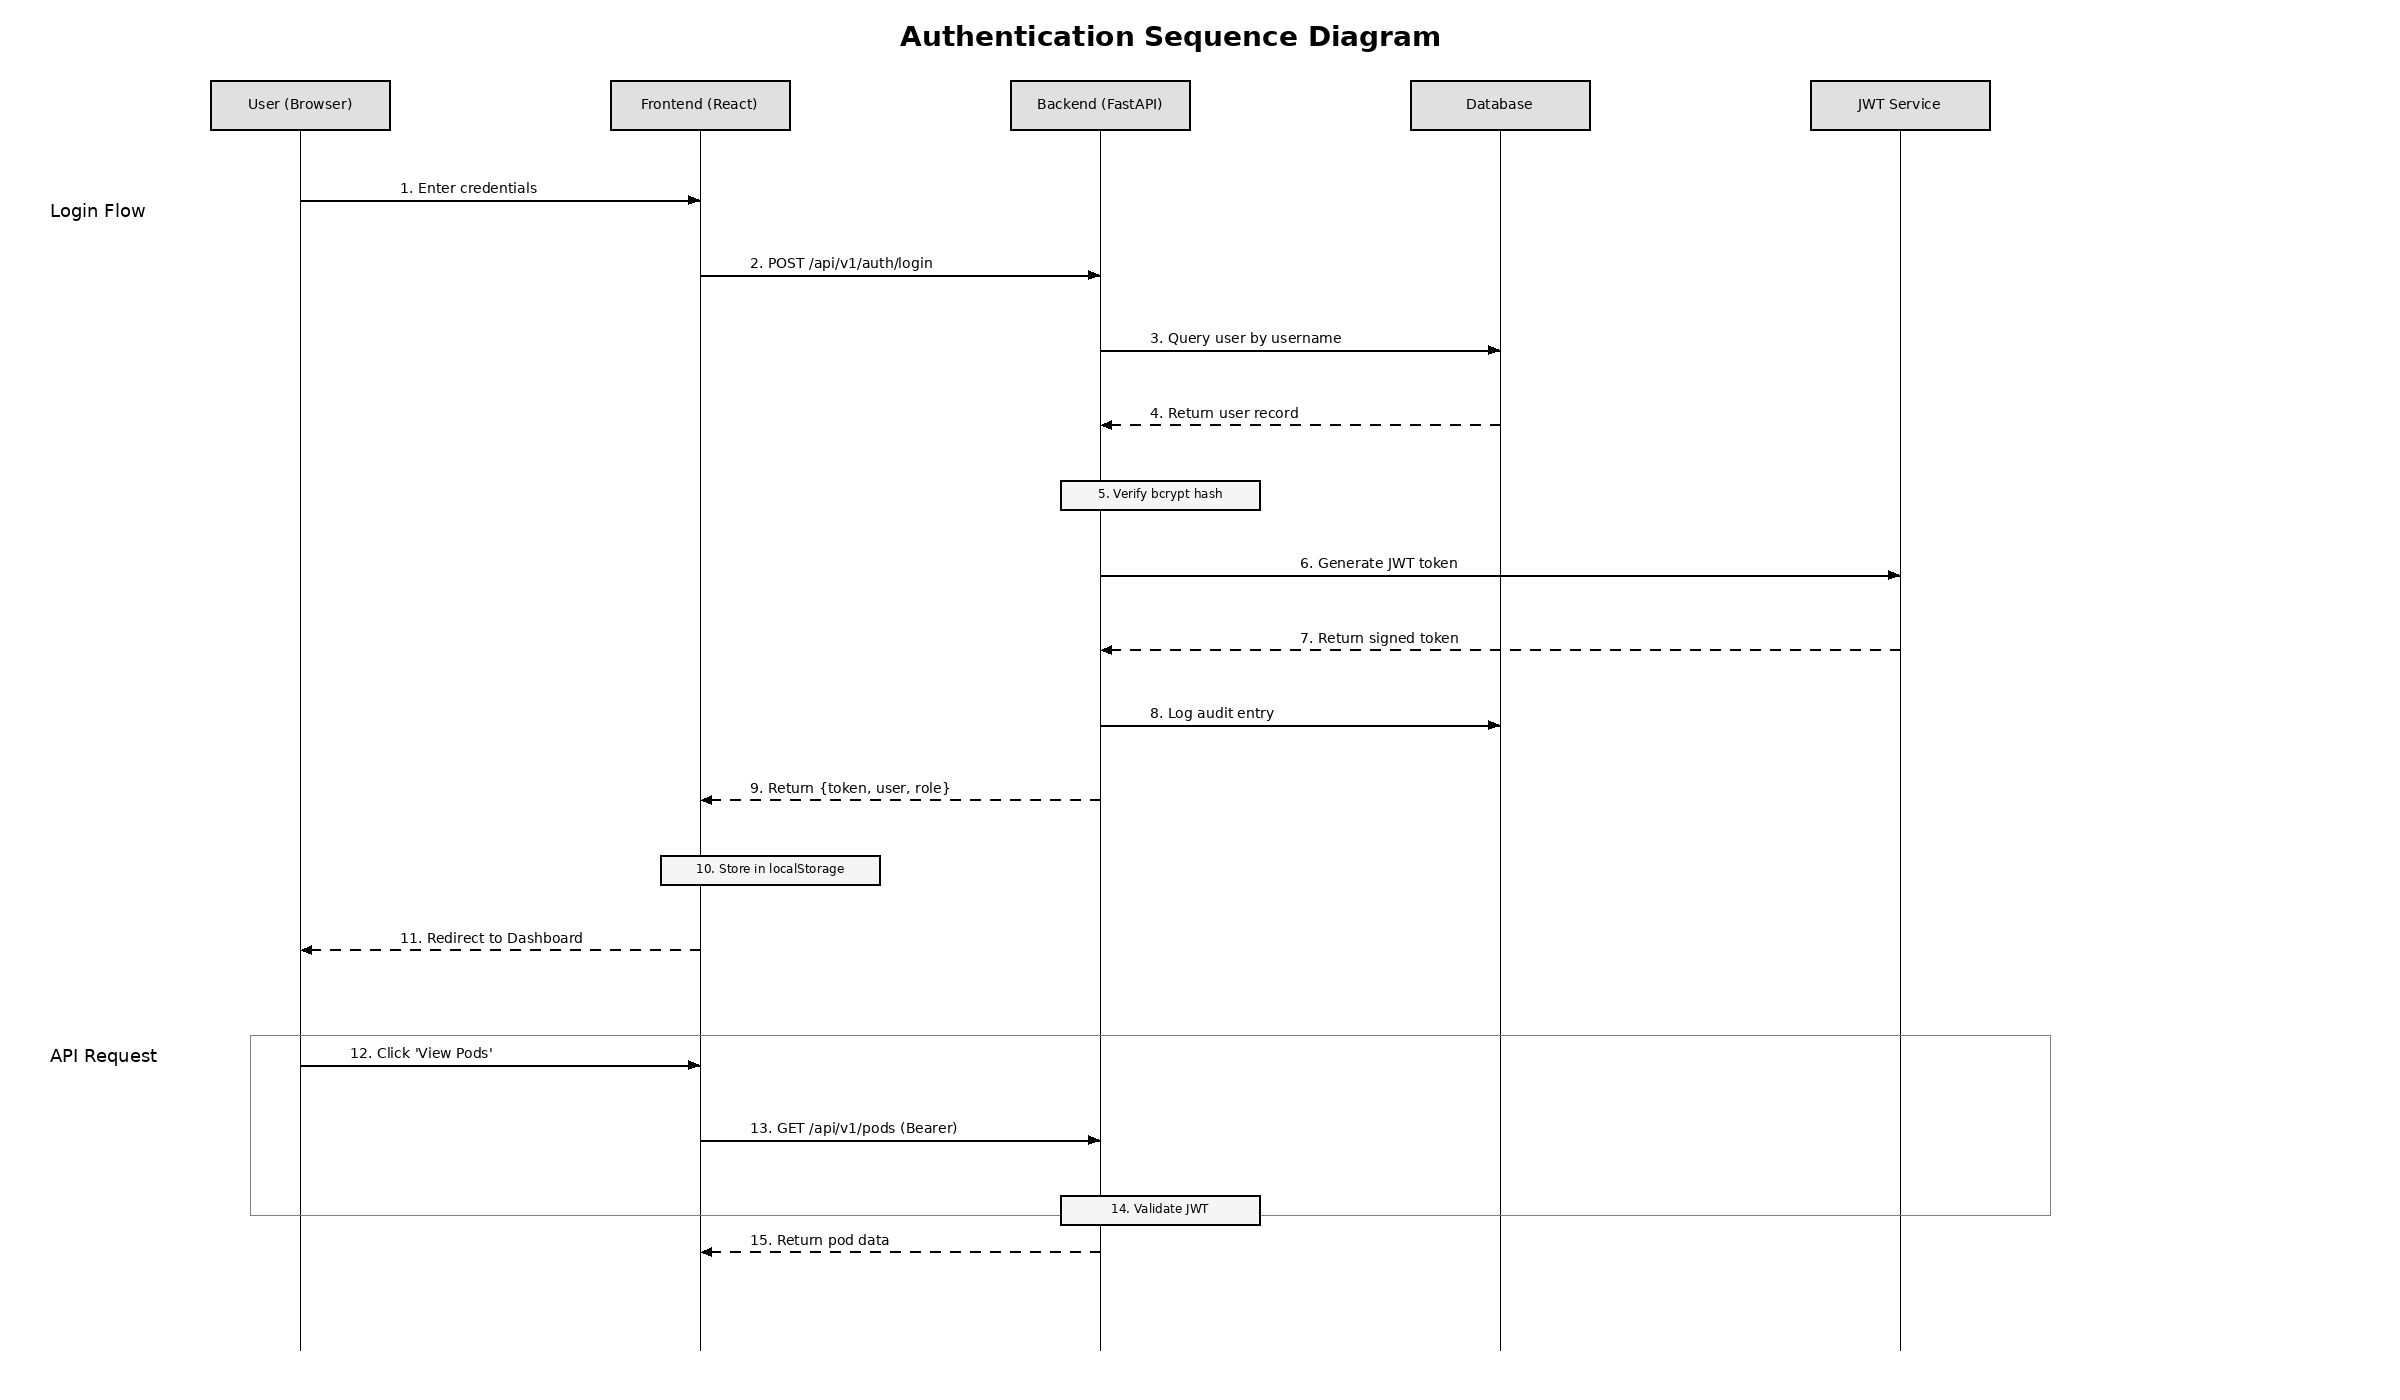 Authentication Sequence Diagram
User (Browser)
Frontend (React)
Backend (FastAPI)
Database
JWT Service
1. Enter credentials
Login Flow
2. POST /api/v1/auth/login
3. Query user by username
4. Return user record
5. Verify bcrypt hash
6. Generate JWT token
7. Return signed token
8. Log audit entry
9. Return {token, user, role}
10. Store in localStorage
11. Redirect to Dashboard
API Request
12. Click 'View Pods'
13. GET /api/v1/pods (Bearer)
14. Validate JWT
15. Return pod data